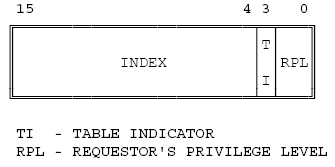 15 4 3 0
INDEX T I RPL
TI - TABLE INDICATOR
RPL - REQUESTOR'S PRIVILEGE LEVEL